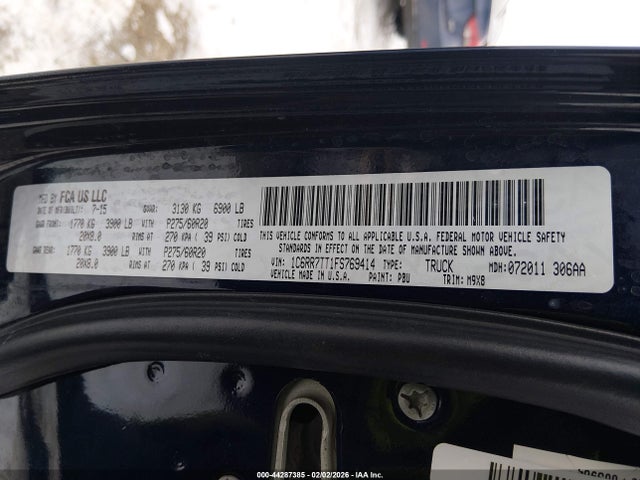 MFD BY FCA US LLC
DATE OF MFR 7-15 GVWR: 3130 KG 6900 LB
GAWR FRONT: 1770 KG 3900 LB WITH P275/60R20 TIRES
20X8.0 RIMS AT 270 KPA ( 39 PSI) COLD
GAWR REAR: 1770 KG 3900 LB WITH P275/60R20 TIRES
20X8.0 RIMS AT 270 KPA ( 39 PSI) COLD
THIS VEHICLE CONFORMS TO ALL APPLICABLE U.S.A. FEDERAL MOTOR VEHICLE SAFETY
STANDARDS IN EFFECT ON THE DATE OF MANUFACTURE SHOWN ABOVE.
VIN: 1C6RR7TT1FS769414 TYPE: TRUCK MDH: 072011 306AA
VEHICLE MADE IN U.S.A. PAINT: PBU TRIM: M9X8
000-44287385 - 02/02/2026 - IAA Inc.